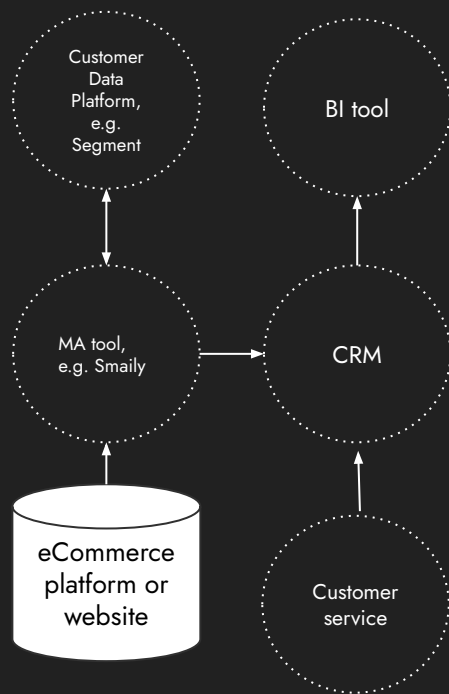 Customer
Data
Platform,
e.g.
Segment
BI tool
MA tool,
e.g. Smaily
CRM
eCommerce
platform or
website
Customer
service